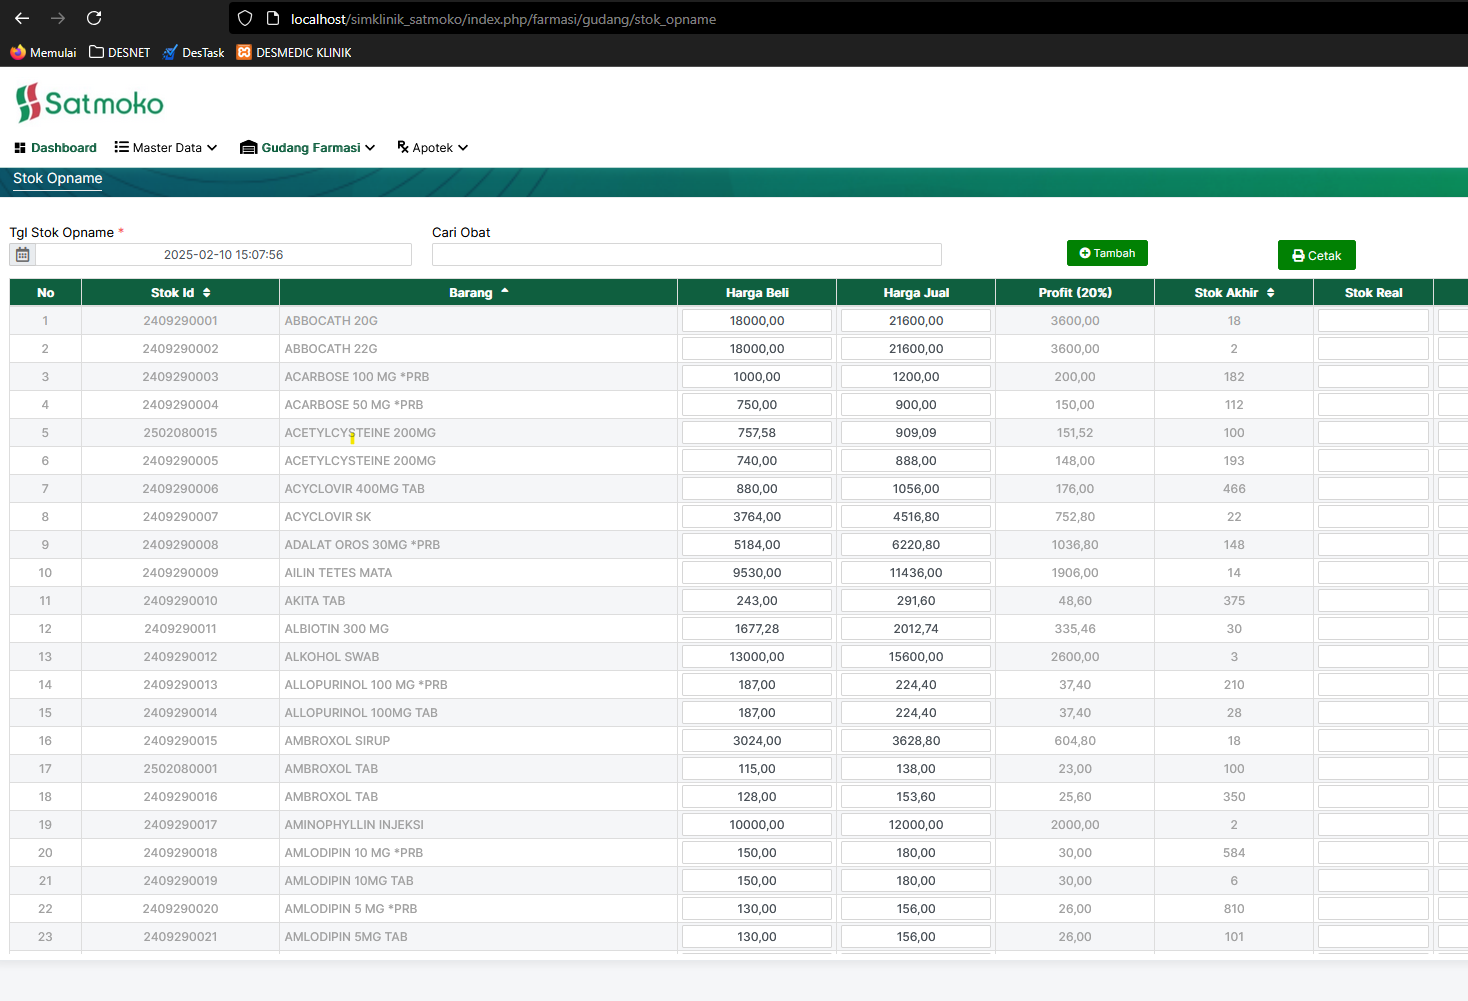 localhost/simklinik_satmoko/index.php/farmasi/gudang/stok_opname
Memulai DESNET DesTask DESMEDIC KLINIK
Satmoko
Dashboard Master Data Gudang Farmasi Apotek
Stok Opname
Tgl Stok Opname * Cari Obat
2025-02-10 15:07:56 Tambah Cetak
No Stok Id Barang Harga Beli Harga Jual Profit (20%) Stok Akhir Stok Real
1 2409290001 ABBOCATH 20G 18000,00 21600,00 3600,00 18
2 2409290002 ABBOCATH 22G 18000,00 21600,00 3600,00 2
3 2409290003 ACARBOSE 100 MG *PRB 1000,00 1200,00 200,00 182
4 2409290004 ACARBOSE 50 MG *PRB 750,00 900,00 150,00 112
5 2502080015 ACETYLCYSTEINE 200MG 757,58 909,09 151,52 100
6 2409290005 ACETYLCYSTEINE 200MG 740,00 888,00 148,00 193
7 2409290006 ACYCLOVIR 400MG TAB 880,00 1056,00 176,00 466
8 2409290007 ACYCLOVIR SK 3764,00 4516,80 752,80 22
9 2409290008 ADALAT OROS 30MG *PRB 5184,00 6220,80 1036,80 148
10 2409290009 AILIN TETES MATA 9530,00 11436,00 1906,00 14
11 2409290010 AKITA TAB 243,00 291,60 48,60 375
12 2409290011 ALBIOTIN 300 MG 1677,28 2012,74 335,46 30
13 2409290012 ALKOHOL SWAB 13000,00 15600,00 2600,00 3
14 2409290013 ALLOPURINOL 100 MG *PRB 187,00 224,40 37,40 210
15 2409290014 ALLOPURINOL 100MG TAB 187,00 224,40 37,40 28
16 2409290015 AMBROXOL SIRUP 3024,00 3628,80 604,80 18
17 2502080001 AMBROXOL TAB 115,00 138,00 23,00 100
18 2409290016 AMBROXOL TAB 128,00 153,60 25,60 350
19 2409290017 AMINOPHYLLIN INJEKSI 10000,00 12000,00 2000,00 2
20 2409290018 AMLODIPIN 10 MG *PRB 150,00 180,00 30,00 584
21 2409290019 AMLODIPIN 10MG TAB 150,00 180,00 30,00 6
22 2409290020 AMLODIPIN 5 MG *PRB 130,00 156,00 26,00 810
23 2409290021 AMLODIPIN 5MG TAB 130,00 156,00 26,00 101